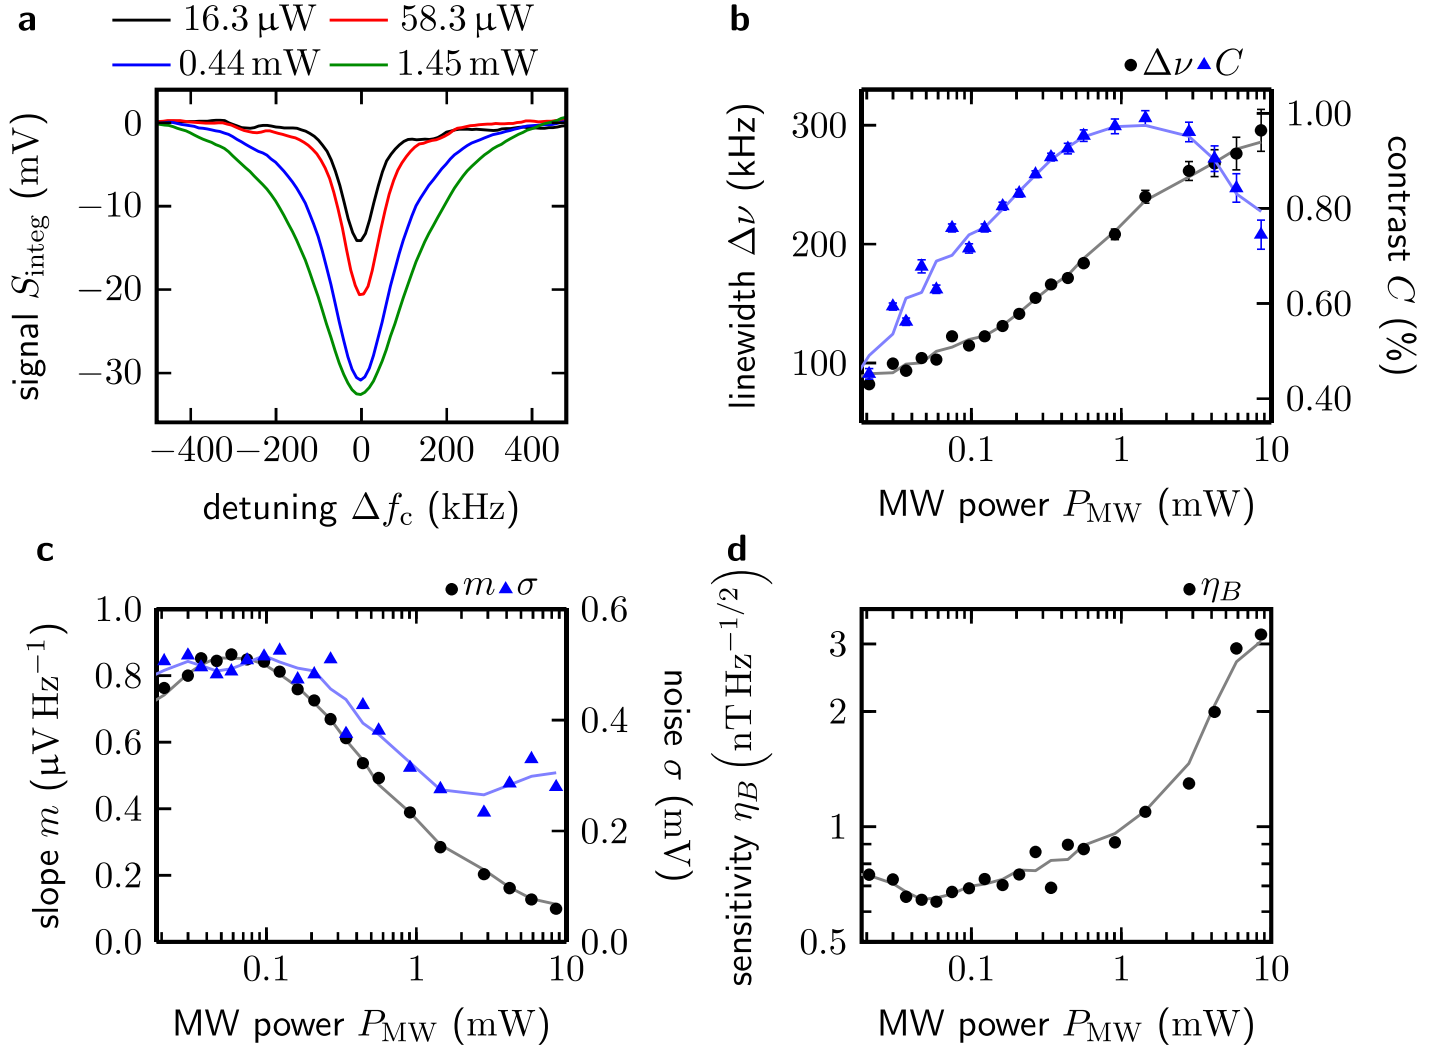 a
16.3 μW 58.3 μW
0.44 mW 1.45 mW
signal S_integ (mV)
0
−10
−20
−30
−400 −200 0 200 400
detuning Δf_c (kHz)
b
Δν C
linewidth Δν (kHz)
300
200
100
1.00
0.80
0.60
0.40
contrast C (%)
0.1 1 10
MW power P_MW (mW)
c
m σ
slope m (μV Hz⁻¹)
1.0
0.8
0.6
0.4
0.2
0.0
0.6
0.4
0.2
0.0
noise σ (mV)
0.1 1 10
MW power P_MW (mW)
d
η_B
sensitivity η_B (nT Hz^−1/2)
3
2
1
0.5
0.1 1 10
MW power P_MW (mW)